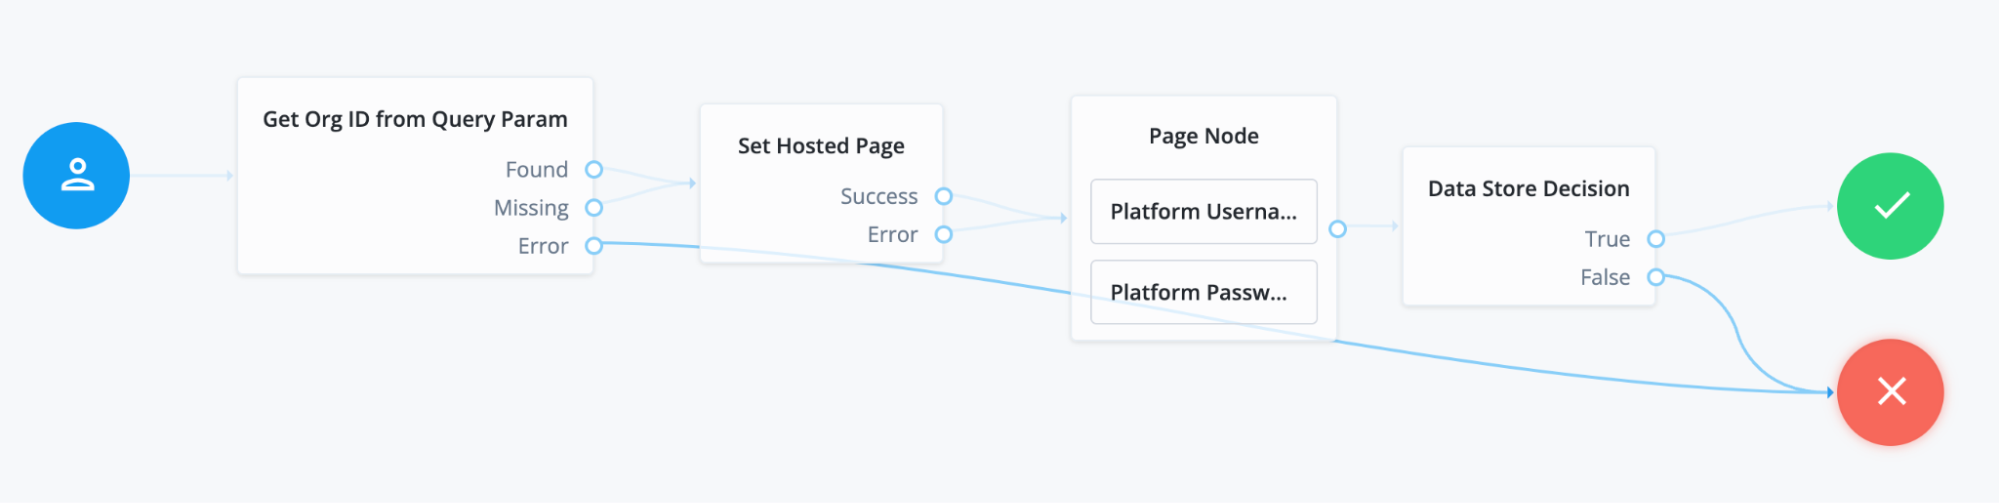 Get Org ID from Query Param
Found
Missing
Error
Set Hosted Page
Success
Error
Page Node
Platform Userna...
Platform Passw...
Data Store Decision
True
False